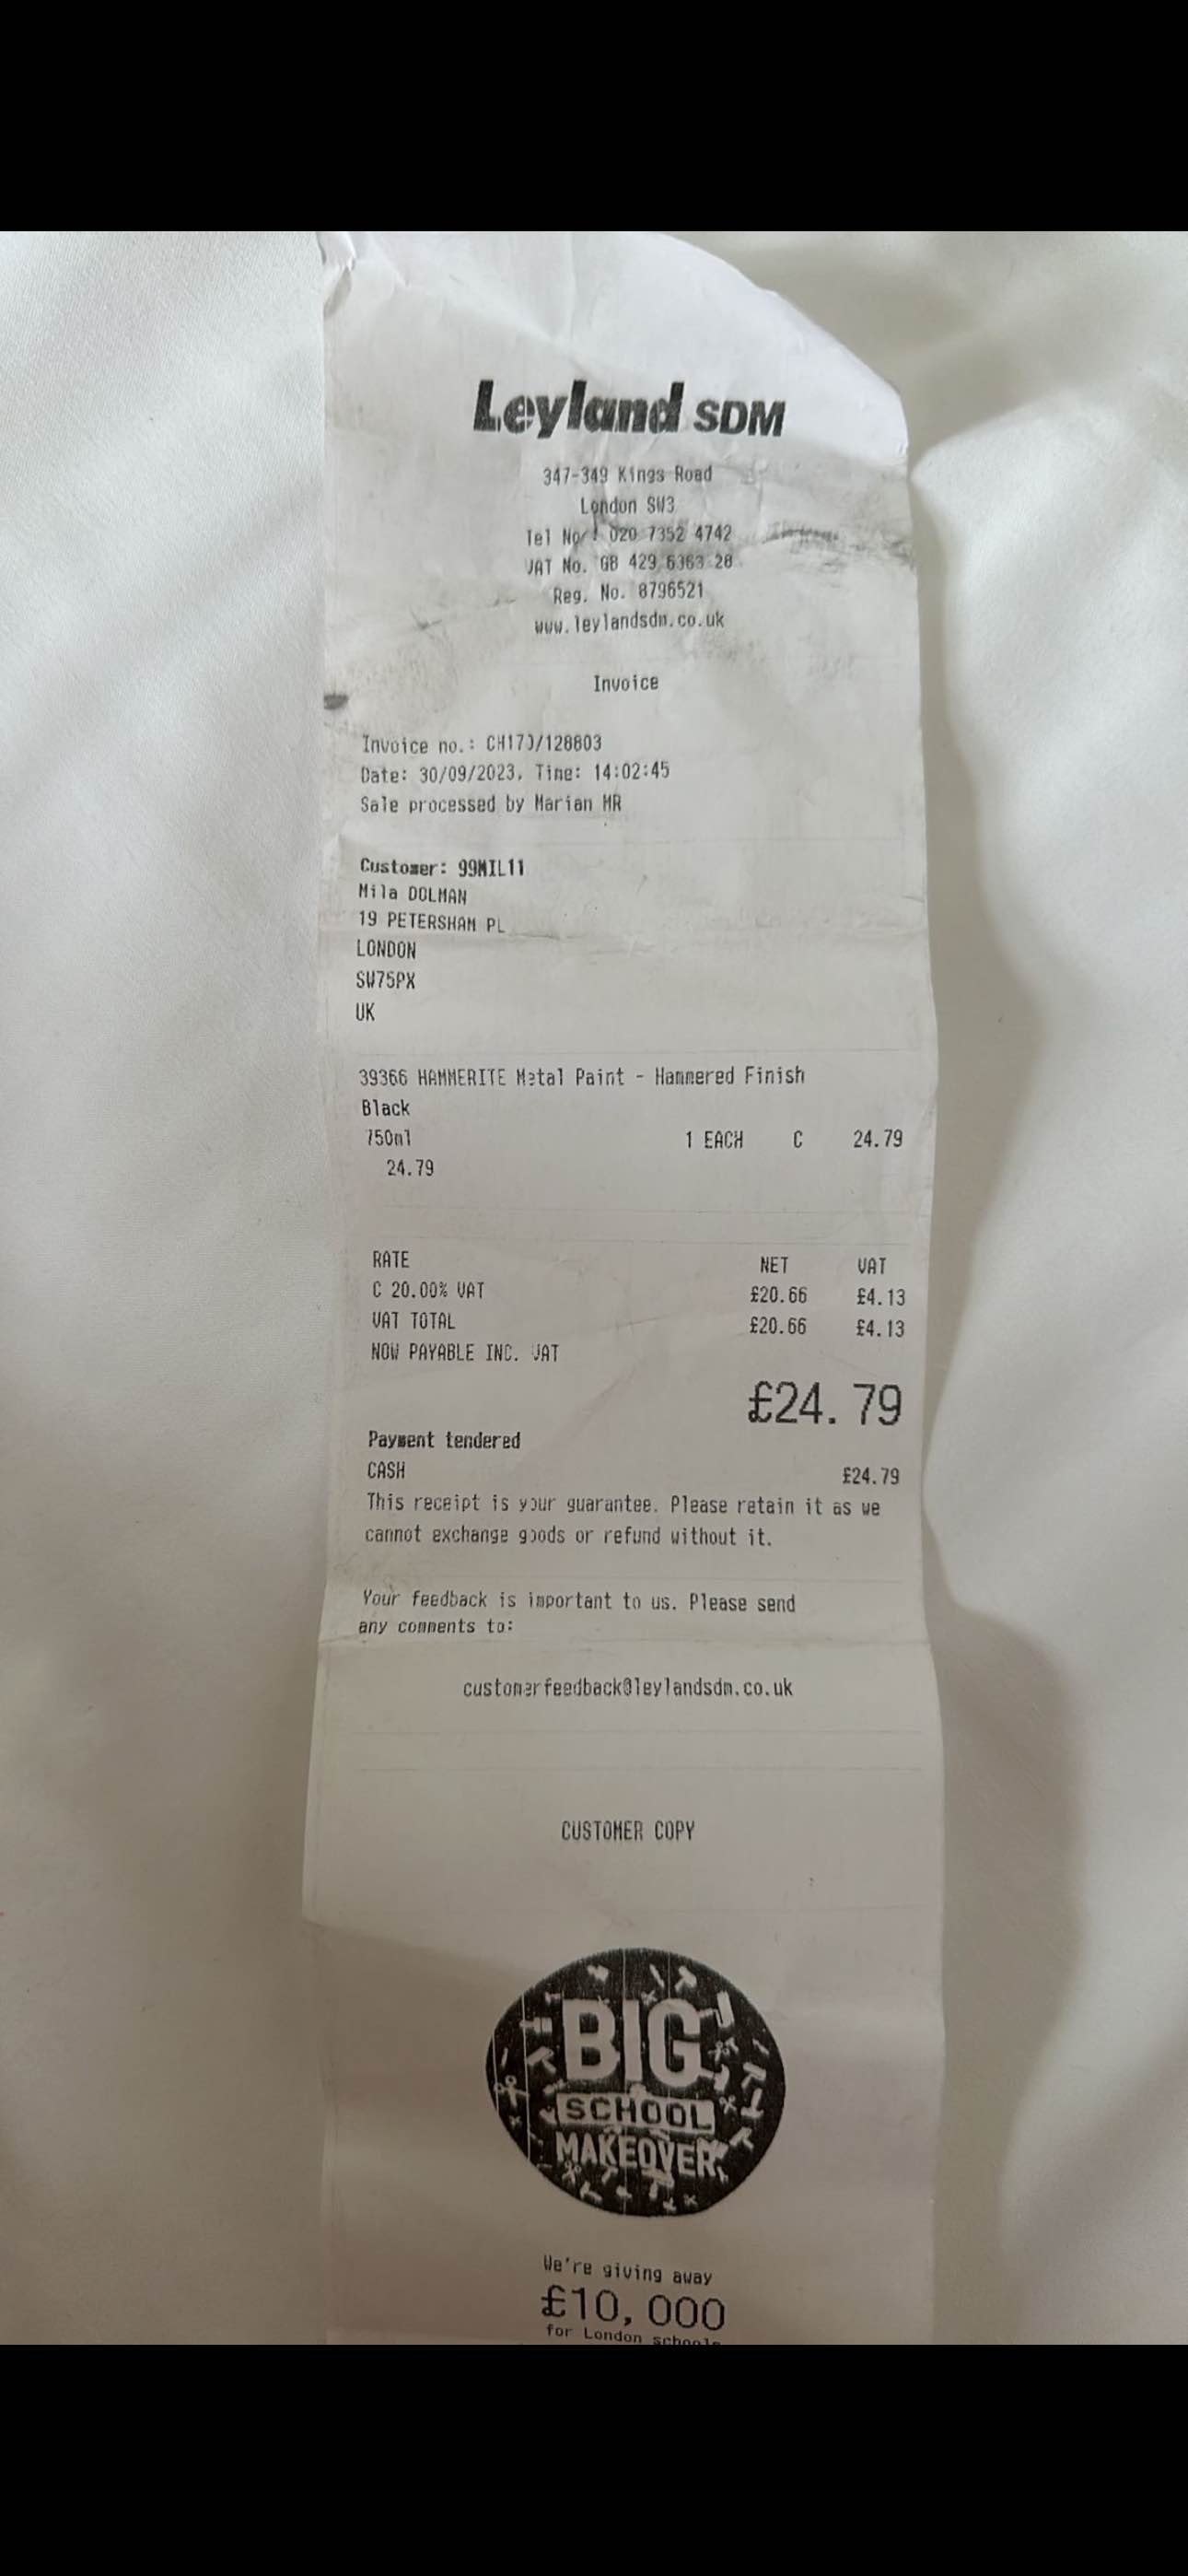 Leyland SDM
347-349 Kings Road
London SW3
Tel No: 020 7352 4742
VAT No. GB 429 6363 28
Reg. No. 8796521
www.leylandsdm.co.uk
Invoice
Invoice no.: CH170/128803
Date: 30/09/2023, Time: 14:02:45
Sale processed by Marian MR
Customer: 99MIL11
Mila DOLMAN
19 PETERSHAM PL
LONDON
SW75PX
UK
39366 HAMMERITE Metal Paint - Hammered Finish
Black
750ml 1 EACH C 24.79
24.79
RATE NET VAT
C 20.00% VAT £20.66 £4.13
VAT TOTAL £20.66 £4.13
NOW PAYABLE INC. VAT
£24.79
Payment tendered
CASH £24.79
This receipt is your guarantee. Please retain it as we
cannot exchange goods or refund without it.
Your feedback is important to us. Please send
any comments to:
customerfeedback@leylandsdm.co.uk
CUSTOMER COPY
BIG
SCHOOL
MAKEOVER
We're giving away
£10,000
for London schools